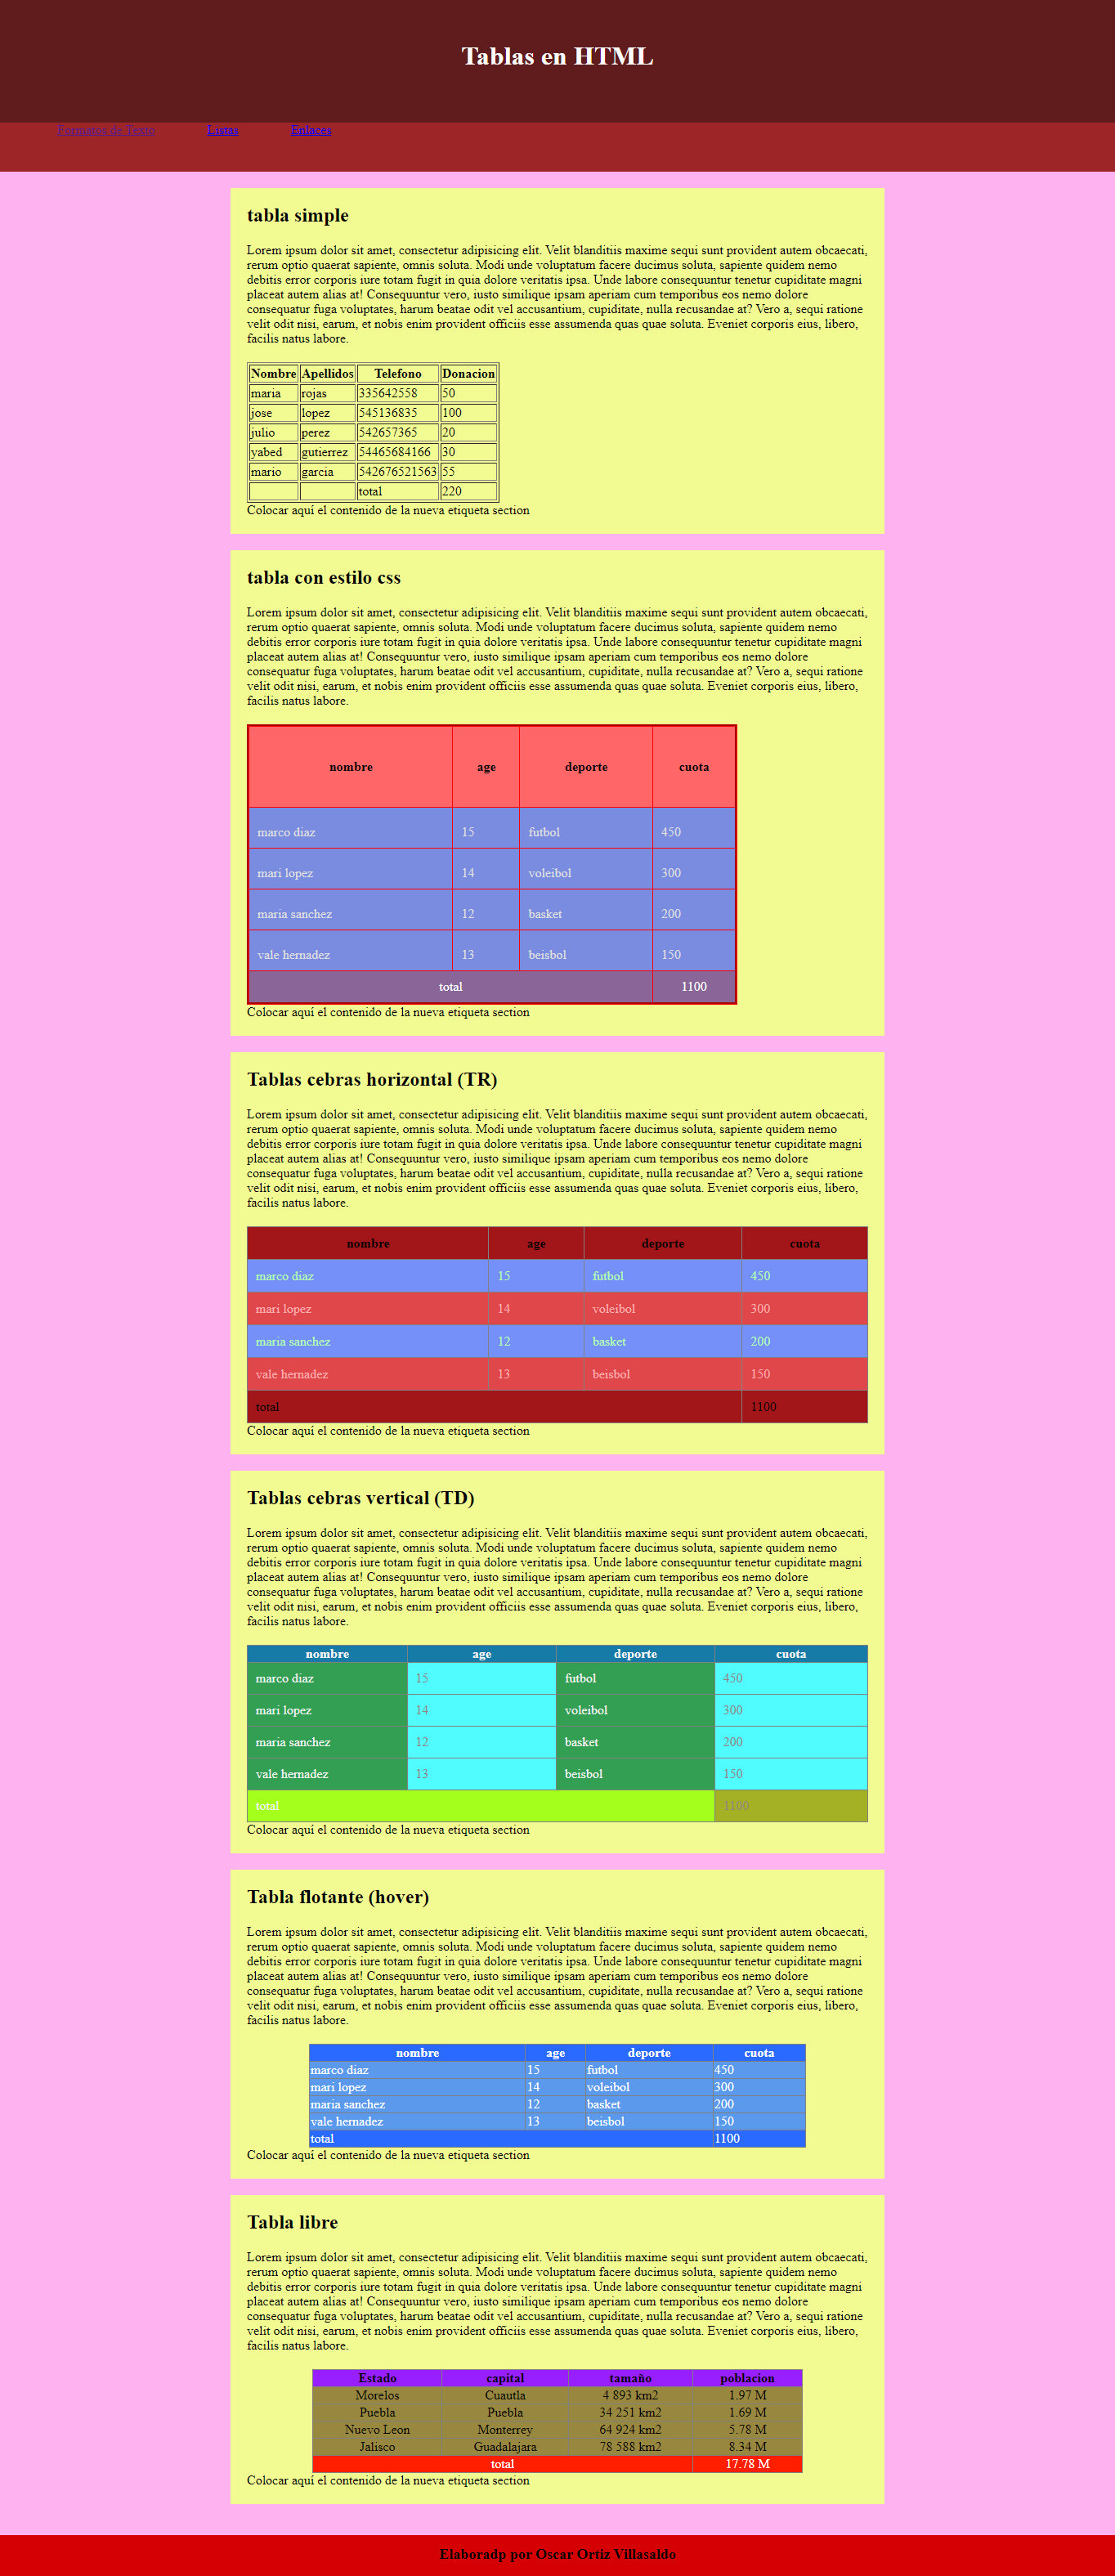 Tablas en HTML
Formatos de Texto Listas Enlaces
tabla simple
Lorem ipsum dolor sit amet, consectetur adipisicing elit. Velit blanditiis maxime sequi sunt provident autem obcaecati,
rerum optio quaerat sapiente, omnis soluta. Modi unde voluptatum facere ducimus soluta, sapiente quidem nemo
debitis error corporis iure totam fugit in quia dolore veritatis ipsa. Unde labore consequuntur tenetur cupiditate magni
placeat autem alias at! Consequuntur vero, iusto similique ipsam aperiam cum temporibus eos nemo dolore
consequatur fuga voluptates, harum beatae odit vel accusantium, cupiditate, nulla recusandae at? Vero a, sequi ratione
velit odit nisi, earum, et nobis enim provident officiis esse assumenda quas quae soluta. Eveniet corporis eius, libero,
facilis natus labore.
Nombre Apellidos Telefono Donacion
maria rojas 335642558 50
jose lopez 545136835 100
julio perez 542657365 20
yabed gutierrez 54465684166 30
mario garcia 542676521563 55
total 220
Colocar aquí el contenido de la nueva etiqueta section
tabla con estilo css
Lorem ipsum dolor sit amet, consectetur adipisicing elit. Velit blanditiis maxime sequi sunt provident autem obcaecati,
rerum optio quaerat sapiente, omnis soluta. Modi unde voluptatum facere ducimus soluta, sapiente quidem nemo
debitis error corporis iure totam fugit in quia dolore veritatis ipsa. Unde labore consequuntur tenetur cupiditate magni
placeat autem alias at! Consequuntur vero, iusto similique ipsam aperiam cum temporibus eos nemo dolore
consequatur fuga voluptates, harum beatae odit vel accusantium, cupiditate, nulla recusandae at? Vero a, sequi ratione
velit odit nisi, earum, et nobis enim provident officiis esse assumenda quas quae soluta. Eveniet corporis eius, libero,
facilis natus labore.
nombre age deporte cuota
marco diaz 15 futbol 450
mari lopez 14 voleibol 300
maria sanchez 12 basket 200
vale hernadez 13 beisbol 150
total 1100
Colocar aquí el contenido de la nueva etiqueta section
Tablas cebras horizontal (TR)
Lorem ipsum dolor sit amet, consectetur adipisicing elit. Velit blanditiis maxime sequi sunt provident autem obcaecati,
rerum optio quaerat sapiente, omnis soluta. Modi unde voluptatum facere ducimus soluta, sapiente quidem nemo
debitis error corporis iure totam fugit in quia dolore veritatis ipsa. Unde labore consequuntur tenetur cupiditate magni
placeat autem alias at! Consequuntur vero, iusto similique ipsam aperiam cum temporibus eos nemo dolore
consequatur fuga voluptates, harum beatae odit vel accusantium, cupiditate, nulla recusandae at? Vero a, sequi ratione
velit odit nisi, earum, et nobis enim provident officiis esse assumenda quas quae soluta. Eveniet corporis eius, libero,
facilis natus labore.
nombre age deporte cuota
marco diaz 15 futbol 450
mari lopez 14 voleibol 300
maria sanchez 12 basket 200
vale hernadez 13 beisbol 150
total 1100
Colocar aquí el contenido de la nueva etiqueta section
Tablas cebras vertical (TD)
Lorem ipsum dolor sit amet, consectetur adipisicing elit. Velit blanditiis maxime sequi sunt provident autem obcaecati,
rerum optio quaerat sapiente, omnis soluta. Modi unde voluptatum facere ducimus soluta, sapiente quidem nemo
debitis error corporis iure totam fugit in quia dolore veritatis ipsa. Unde labore consequuntur tenetur cupiditate magni
placeat autem alias at! Consequuntur vero, iusto similique ipsam aperiam cum temporibus eos nemo dolore
consequatur fuga voluptates, harum beatae odit vel accusantium, cupiditate, nulla recusandae at? Vero a, sequi ratione
velit odit nisi, earum, et nobis enim provident officiis esse assumenda quas quae soluta. Eveniet corporis eius, libero,
facilis natus labore.
nombre age deporte cuota
marco diaz 15 futbol 450
mari lopez 14 voleibol 300
maria sanchez 12 basket 200
vale hernadez 13 beisbol 150
total 1100
Colocar aquí el contenido de la nueva etiqueta section
Tabla flotante (hover)
Lorem ipsum dolor sit amet, consectetur adipisicing elit. Velit blanditiis maxime sequi sunt provident autem obcaecati,
rerum optio quaerat sapiente, omnis soluta. Modi unde voluptatum facere ducimus soluta, sapiente quidem nemo
debitis error corporis iure totam fugit in quia dolore veritatis ipsa. Unde labore consequuntur tenetur cupiditate magni
placeat autem alias at! Consequuntur vero, iusto similique ipsam aperiam cum temporibus eos nemo dolore
consequatur fuga voluptates, harum beatae odit vel accusantium, cupiditate, nulla recusandae at? Vero a, sequi ratione
velit odit nisi, earum, et nobis enim provident officiis esse assumenda quas quae soluta. Eveniet corporis eius, libero,
facilis natus labore.
nombre age deporte cuota
marco diaz 15 futbol 450
mari lopez 14 voleibol 300
maria sanchez 12 basket 200
vale hernadez 13 beisbol 150
total 1100
Colocar aquí el contenido de la nueva etiqueta section
Tabla libre
Lorem ipsum dolor sit amet, consectetur adipisicing elit. Velit blanditiis maxime sequi sunt provident autem obcaecati,
rerum optio quaerat sapiente, omnis soluta. Modi unde voluptatum facere ducimus soluta, sapiente quidem nemo
debitis error corporis iure totam fugit in quia dolore veritatis ipsa. Unde labore consequuntur tenetur cupiditate magni
placeat autem alias at! Consequuntur vero, iusto similique ipsam aperiam cum temporibus eos nemo dolore
consequatur fuga voluptates, harum beatae odit vel accusantium, cupiditate, nulla recusandae at? Vero a, sequi ratione
velit odit nisi, earum, et nobis enim provident officiis esse assumenda quas quae soluta. Eveniet corporis eius, libero,
facilis natus labore.
Estado capital tamaño poblacion
Morelos Cuautla 4 893 km2 1.97 M
Puebla Puebla 34 251 km2 1.69 M
Nuevo Leon Monterrey 64 924 km2 5.78 M
Jalisco Guadalajara 78 588 km2 8.34 M
total 17.78 M
Colocar aquí el contenido de la nueva etiqueta section
Elaboradp por Oscar Ortiz Villasaldo